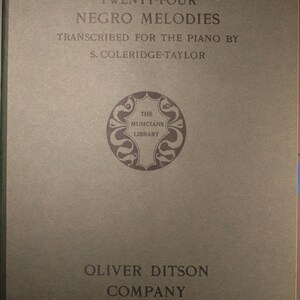 TWENTY-FOUR
NEGRO MELODIES
TRANSCRIBED FOR THE PIANO BY
S. COLERIDGE-TAYLOR
THE
MUSICIANS
LIBRARY
OLIVER DITSON
COMPANY